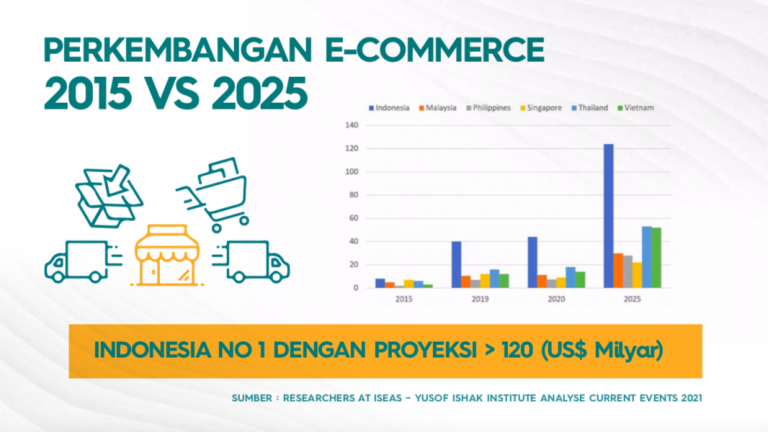 PERKEMBANGAN E-COMMERCE
2015 VS 2025
Indonesia Malaysia Philippines Singapore Thailand Vietnam
140
120
100
80
60
40
20
0
2015 2019 2020 2025
INDONESIA NO 1 DENGAN PROYEKSI > 120 (US$ Milyar)
SUMBER : RESEARCHERS AT ISEAS – YUSOF ISHAK INSTITUTE ANALYSE CURRENT EVENTS 2021